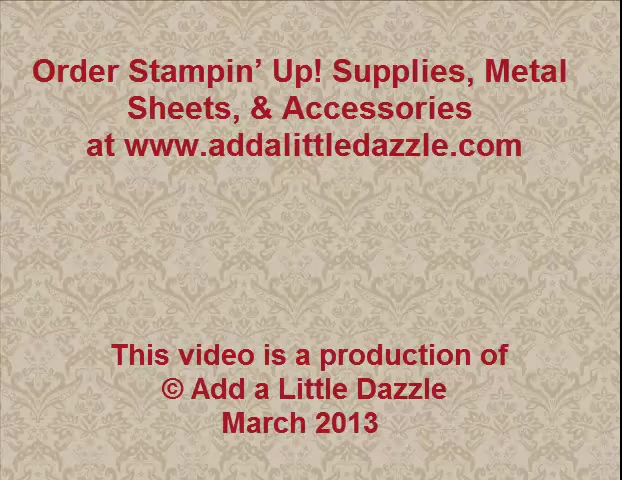 Order Stampin’ Up! Supplies, Metal
Sheets, & Accessories
at www.addalittledazzle.com
This video is a production of
© Add a Little Dazzle
March 2013